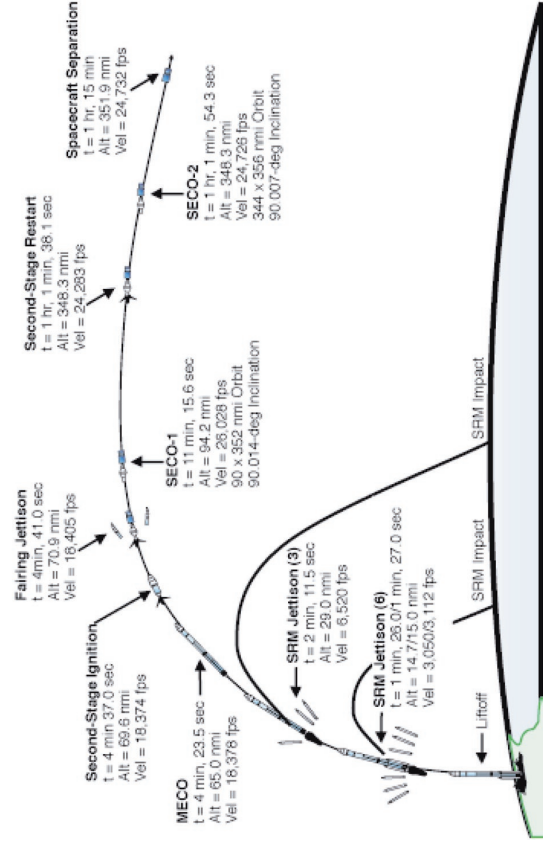 Liftoff
SRM Jettison (6)
t = 1 min, 26.0/1 min, 27.0 sec
Alt = 14.7/15.0 nmi
Vel = 3,050/3,112 fps
SRM Impact
SRM Jettison (3)
t = 2 min, 11.5 sec
Alt = 29.0 nmi
Vel = 6,520 fps
SRM Impact
MECO
t = 4 min, 23.5 sec
Alt = 65.0 nmi
Vel = 18,378 fps
Second-Stage Ignition
t = 4 min 37.0 sec
Alt = 69.6 nmi
Vel = 18,374 fps
Fairing Jettison
t = 4min, 41.0 sec
Alt = 70.9 nmi
Vel = 18,405 fps
SECO-1
t = 11 min, 15.6 sec
Alt = 94.2 nmi
Vel = 26,028 fps
90 x 352 nmi Orbit
90.014-deg Inclination
Second-Stage Restart
t = 1 hr, 1 min, 38.1 sec
Alt = 348.3 nmi
Vel = 24,283 fps
SECO-2
t = 1 hr, 1 min, 54.3 sec
Alt = 348.3 nmi
Vel = 24,726 fps
344 x 356 nmi Orbit
90.007-deg Inclination
Spacecraft Separation
t = 1 hr, 15 min
Alt = 351.9 nmi
Vel = 24,732 fps